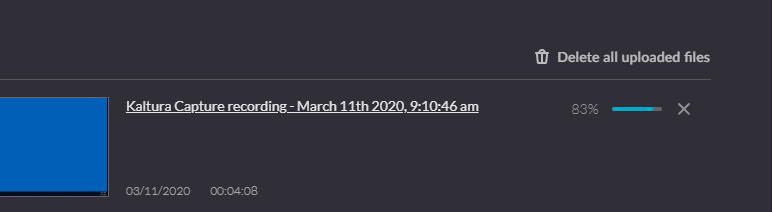 Delete all uploaded files
Kaltura Capture recording - March 11th 2020, 9:10:46 am
83%
03/11/2020 00:04:08